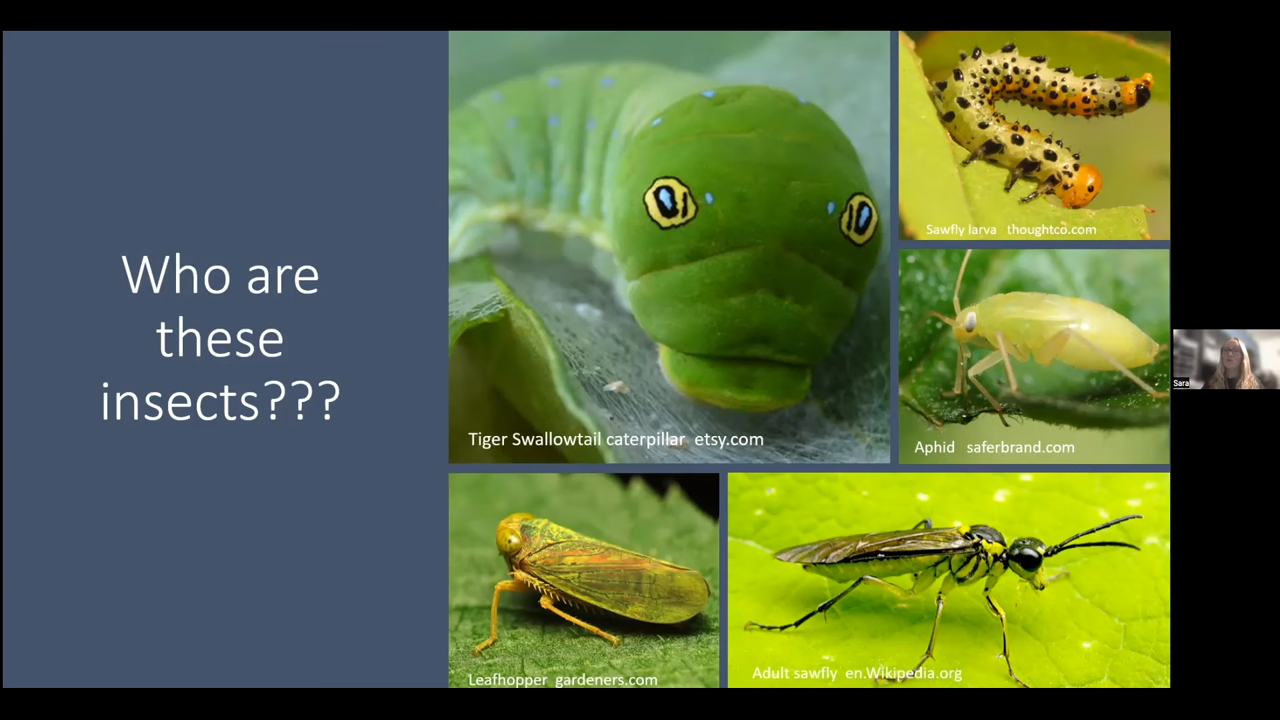 Who are
these
insects???
Tiger Swallowtail caterpillar etsy.com
Sawfly larva thoughtco.com
Aphid saferbrand.com
Leafhopper gardeners.com
Adult sawfly en.Wikipedia.org
Sara